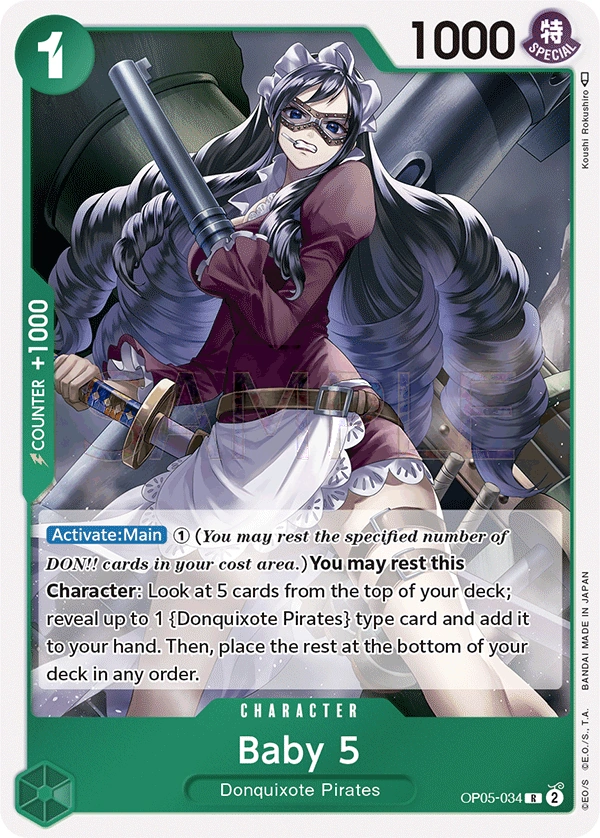 1
1000
特
SPECIAL
Koushi Rokushiro
COUNTER +1000
SAMPLE
Activate:Main ① (You may rest the specified number of
DON!! cards in your cost area.)You may rest this
Character: Look at 5 cards from the top of your deck;
reveal up to 1 {Donquixote Pirates} type card and add it
to your hand. Then, place the rest at the bottom of your
deck in any order.
CHARACTER
Baby 5
Donquixote Pirates
OP05-034 R 2
©EO/S ©E.O./S., T.A. BANDAI MADE IN JAPAN